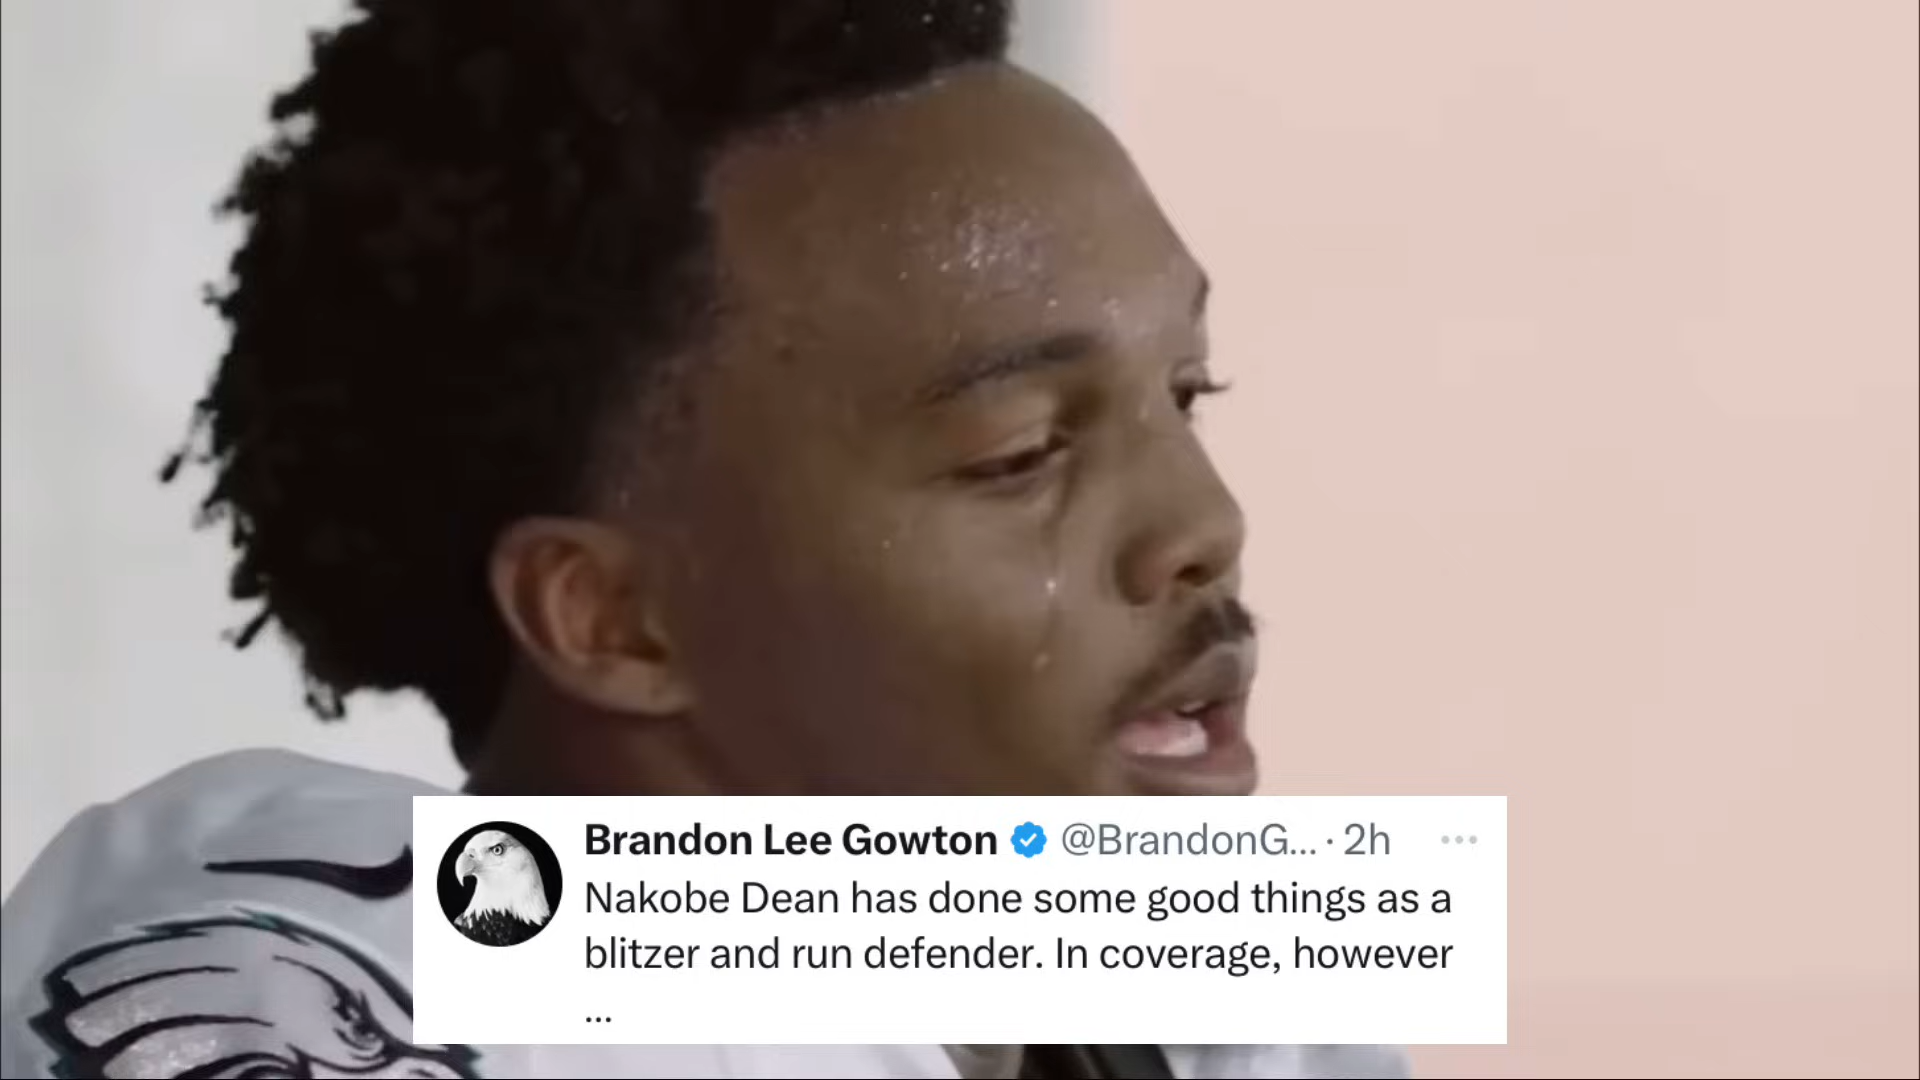 Brandon Lee Gowton @BrandonG... · 2h
Nakobe Dean has done some good things as a
blitzer and run defender. In coverage, however
...